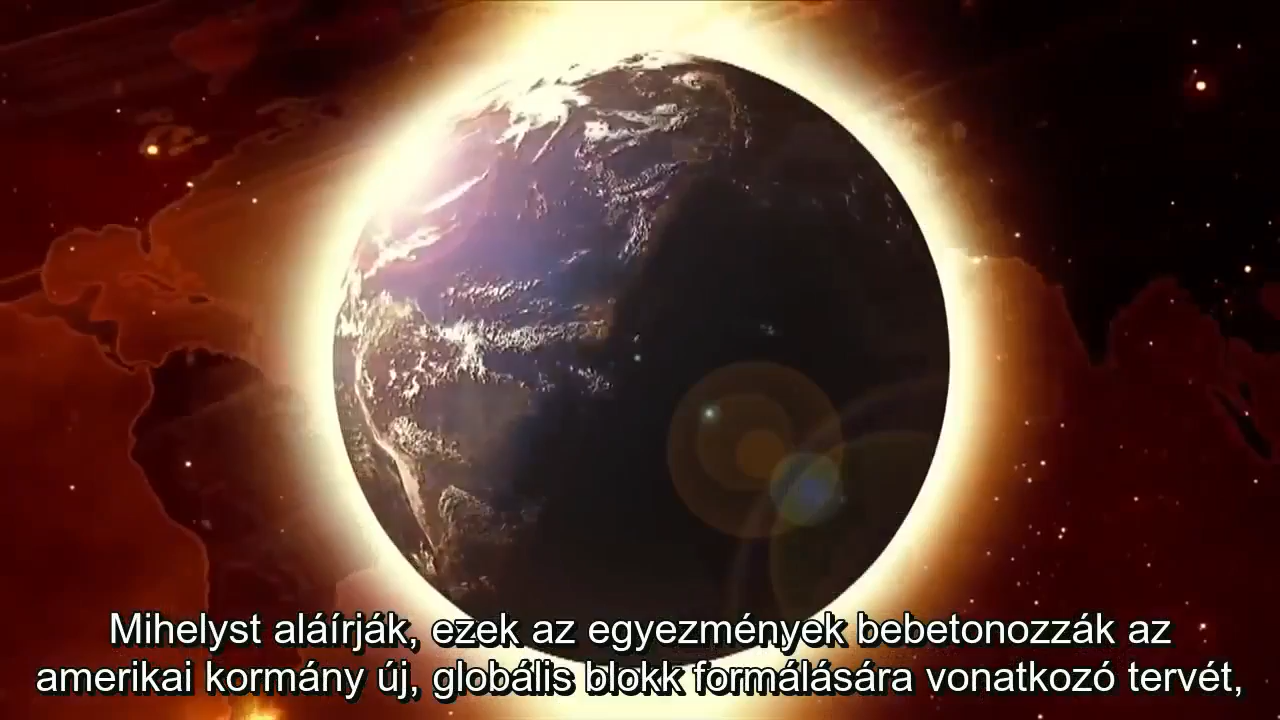 Mihelyst aláírják, ezek az egyezmények bebetonozzák az
amerikai kormány új, globális blokk formálására vonatkozó tervét,